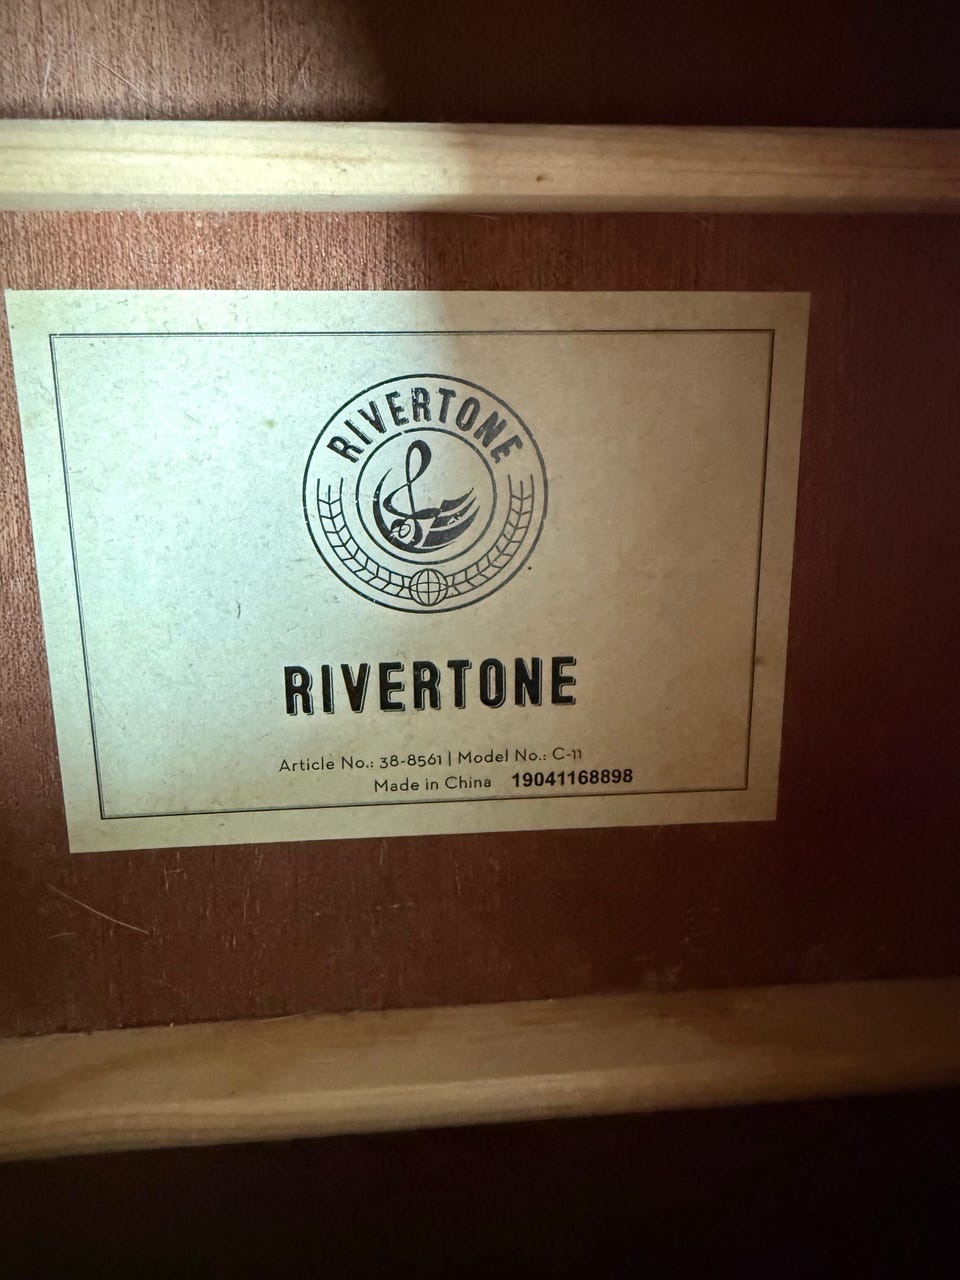 RIVERTONE
RIVERTONE
Article No.: 38-8561 | Model No.: C-11
Made in China 19041168898